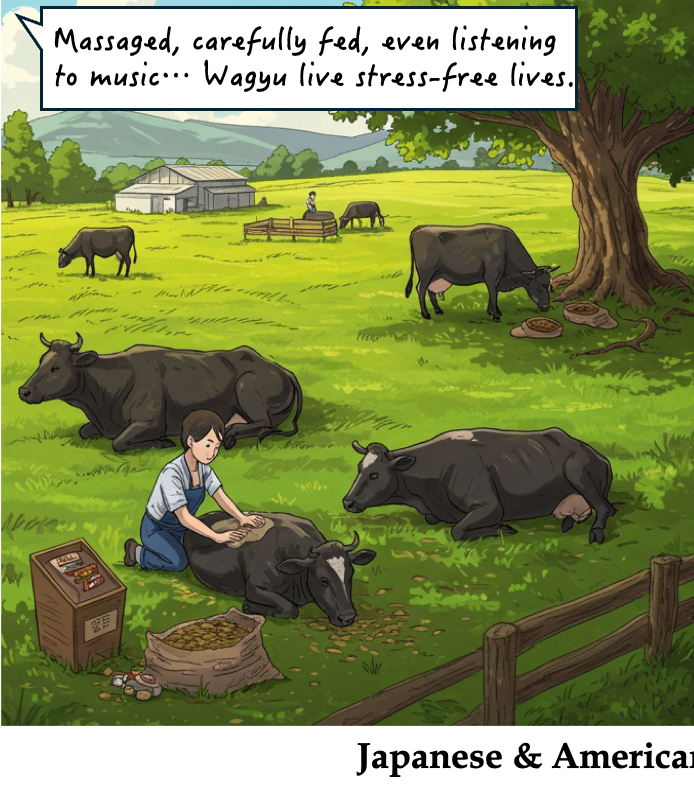 Massaged, carefully fed, even listening
to music… Wagyu live stress-free lives.
Japanese & America